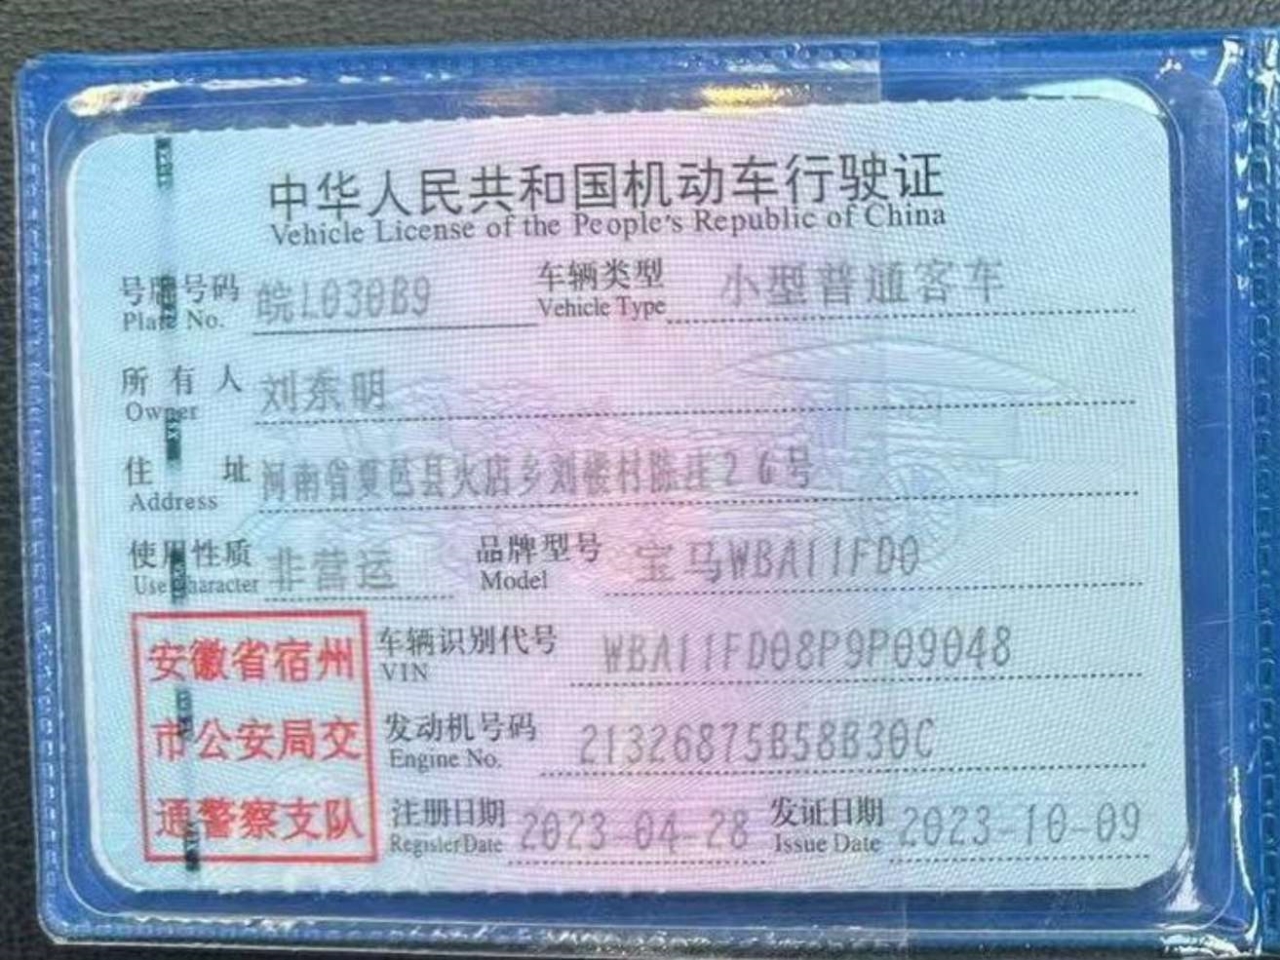 中华人民共和国机动车行驶证
Vehicle License of the People's Republic of China
号牌号码 皖L030B9 车辆类型 小型普通客车
Plate No. Vehicle Type
所有人 刘东明
Owner
住址 河南省夏邑县火店乡刘楼村陈庄26号
Address
使用性质 非营运 品牌型号 宝马WBA11FD0
Use Character Model
安徽省宿州
市公安局交
通警察支队
车辆识别代号 WBA11FD08P9P09048
VIN
发动机号码 21326875B58B30C
Engine No.
注册日期 2023-04-28 发证日期 2023-10-09
Register Date Issue Date